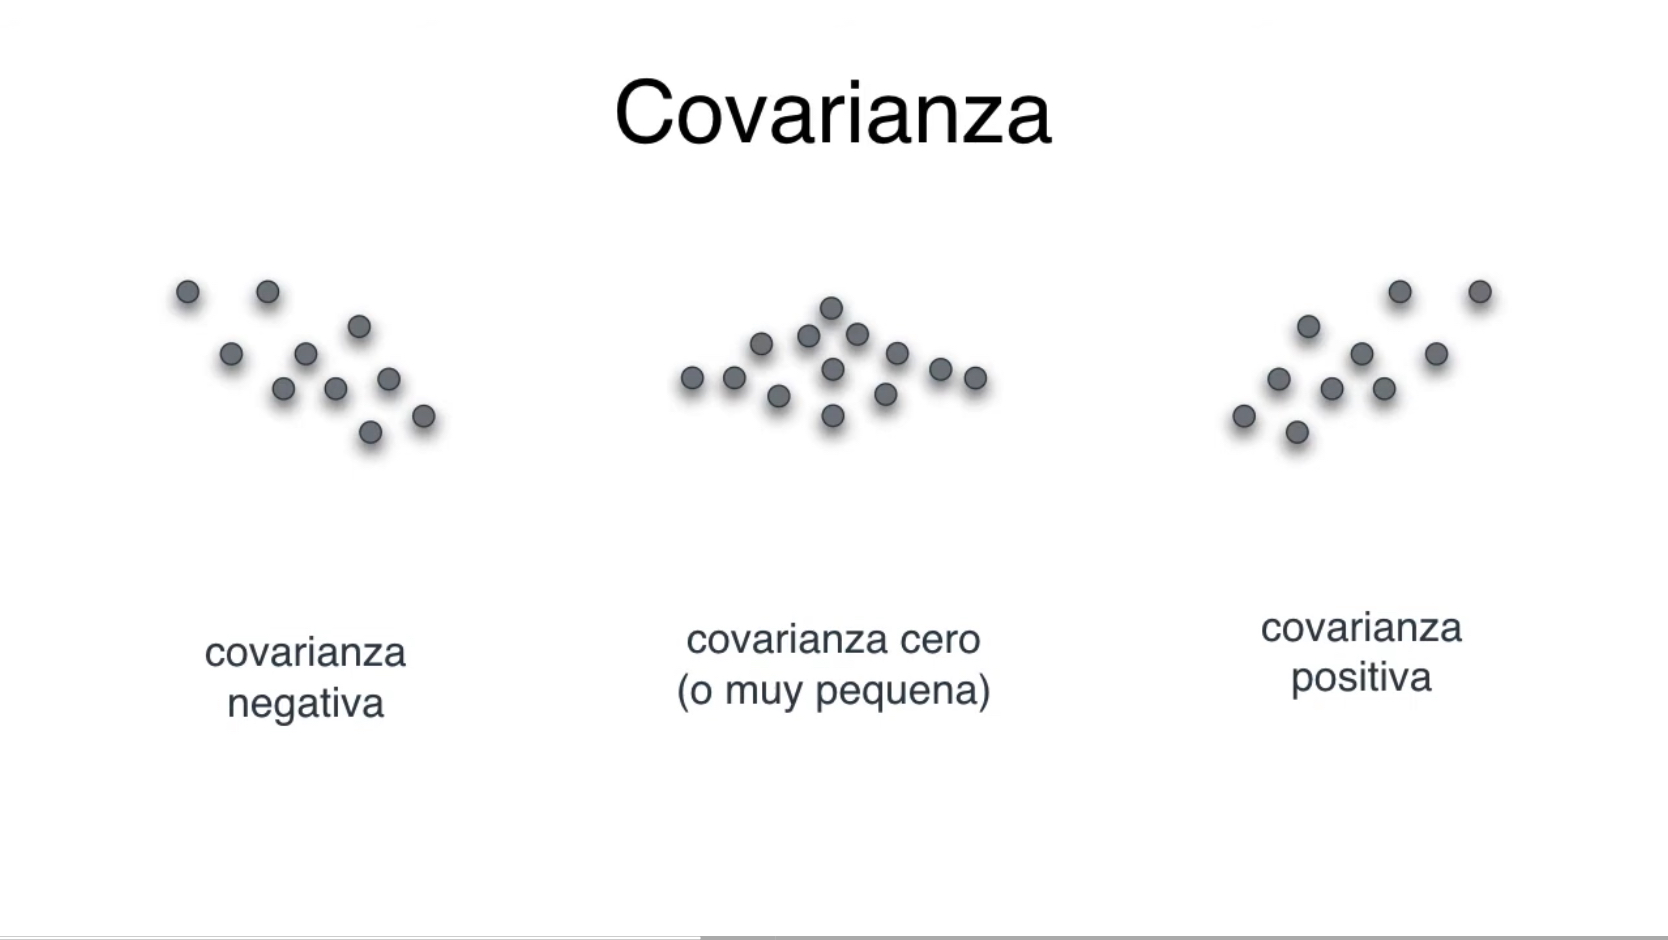 Covarianza
covarianza
negativa
covarianza cero
(o muy pequena)
covarianza
positiva